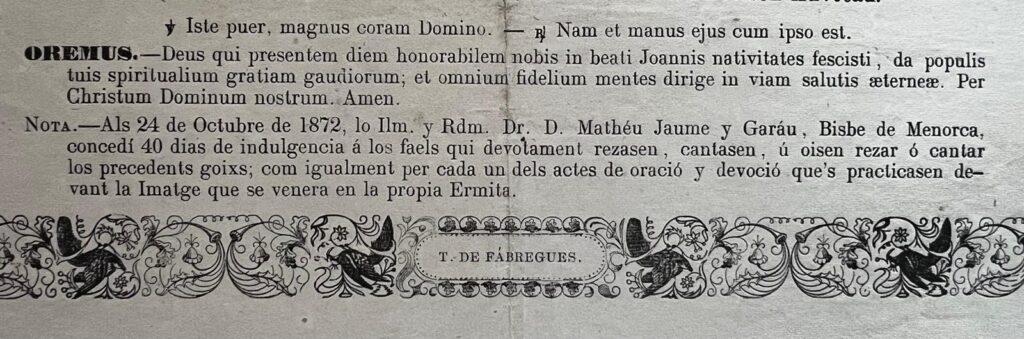 ℣ Iste puer, magnus coram Domino. — ℟ Nam et manus ejus cum ipso est.
OREMUS.—Deus qui presentem diem honorabilem nobis in beati Joannis nativitates fescisti, da populis
tuis spiritualium gratiam gaudiorum; et omnium fidelium mentes dirige in viam salutis æterneæ. Per
Christum Dominum nostrum. Amen.
NOTA.—Als 24 de Octubre de 1872, lo Ilm. y Rdm. Dr. D. Mathéu Jaume y Garáu, Bisbe de Menorca,
concedí 40 dias de indulgencia á los faels qui devotament rezasen, cantasen, ú oisen rezar ó cantar
los precedents goixs; com igualment per cada un dels actes de oració y devoció que's practicasen de-
vant la Imatge que se venera en la propia Ermita.
T. DE FÁBREGUES.